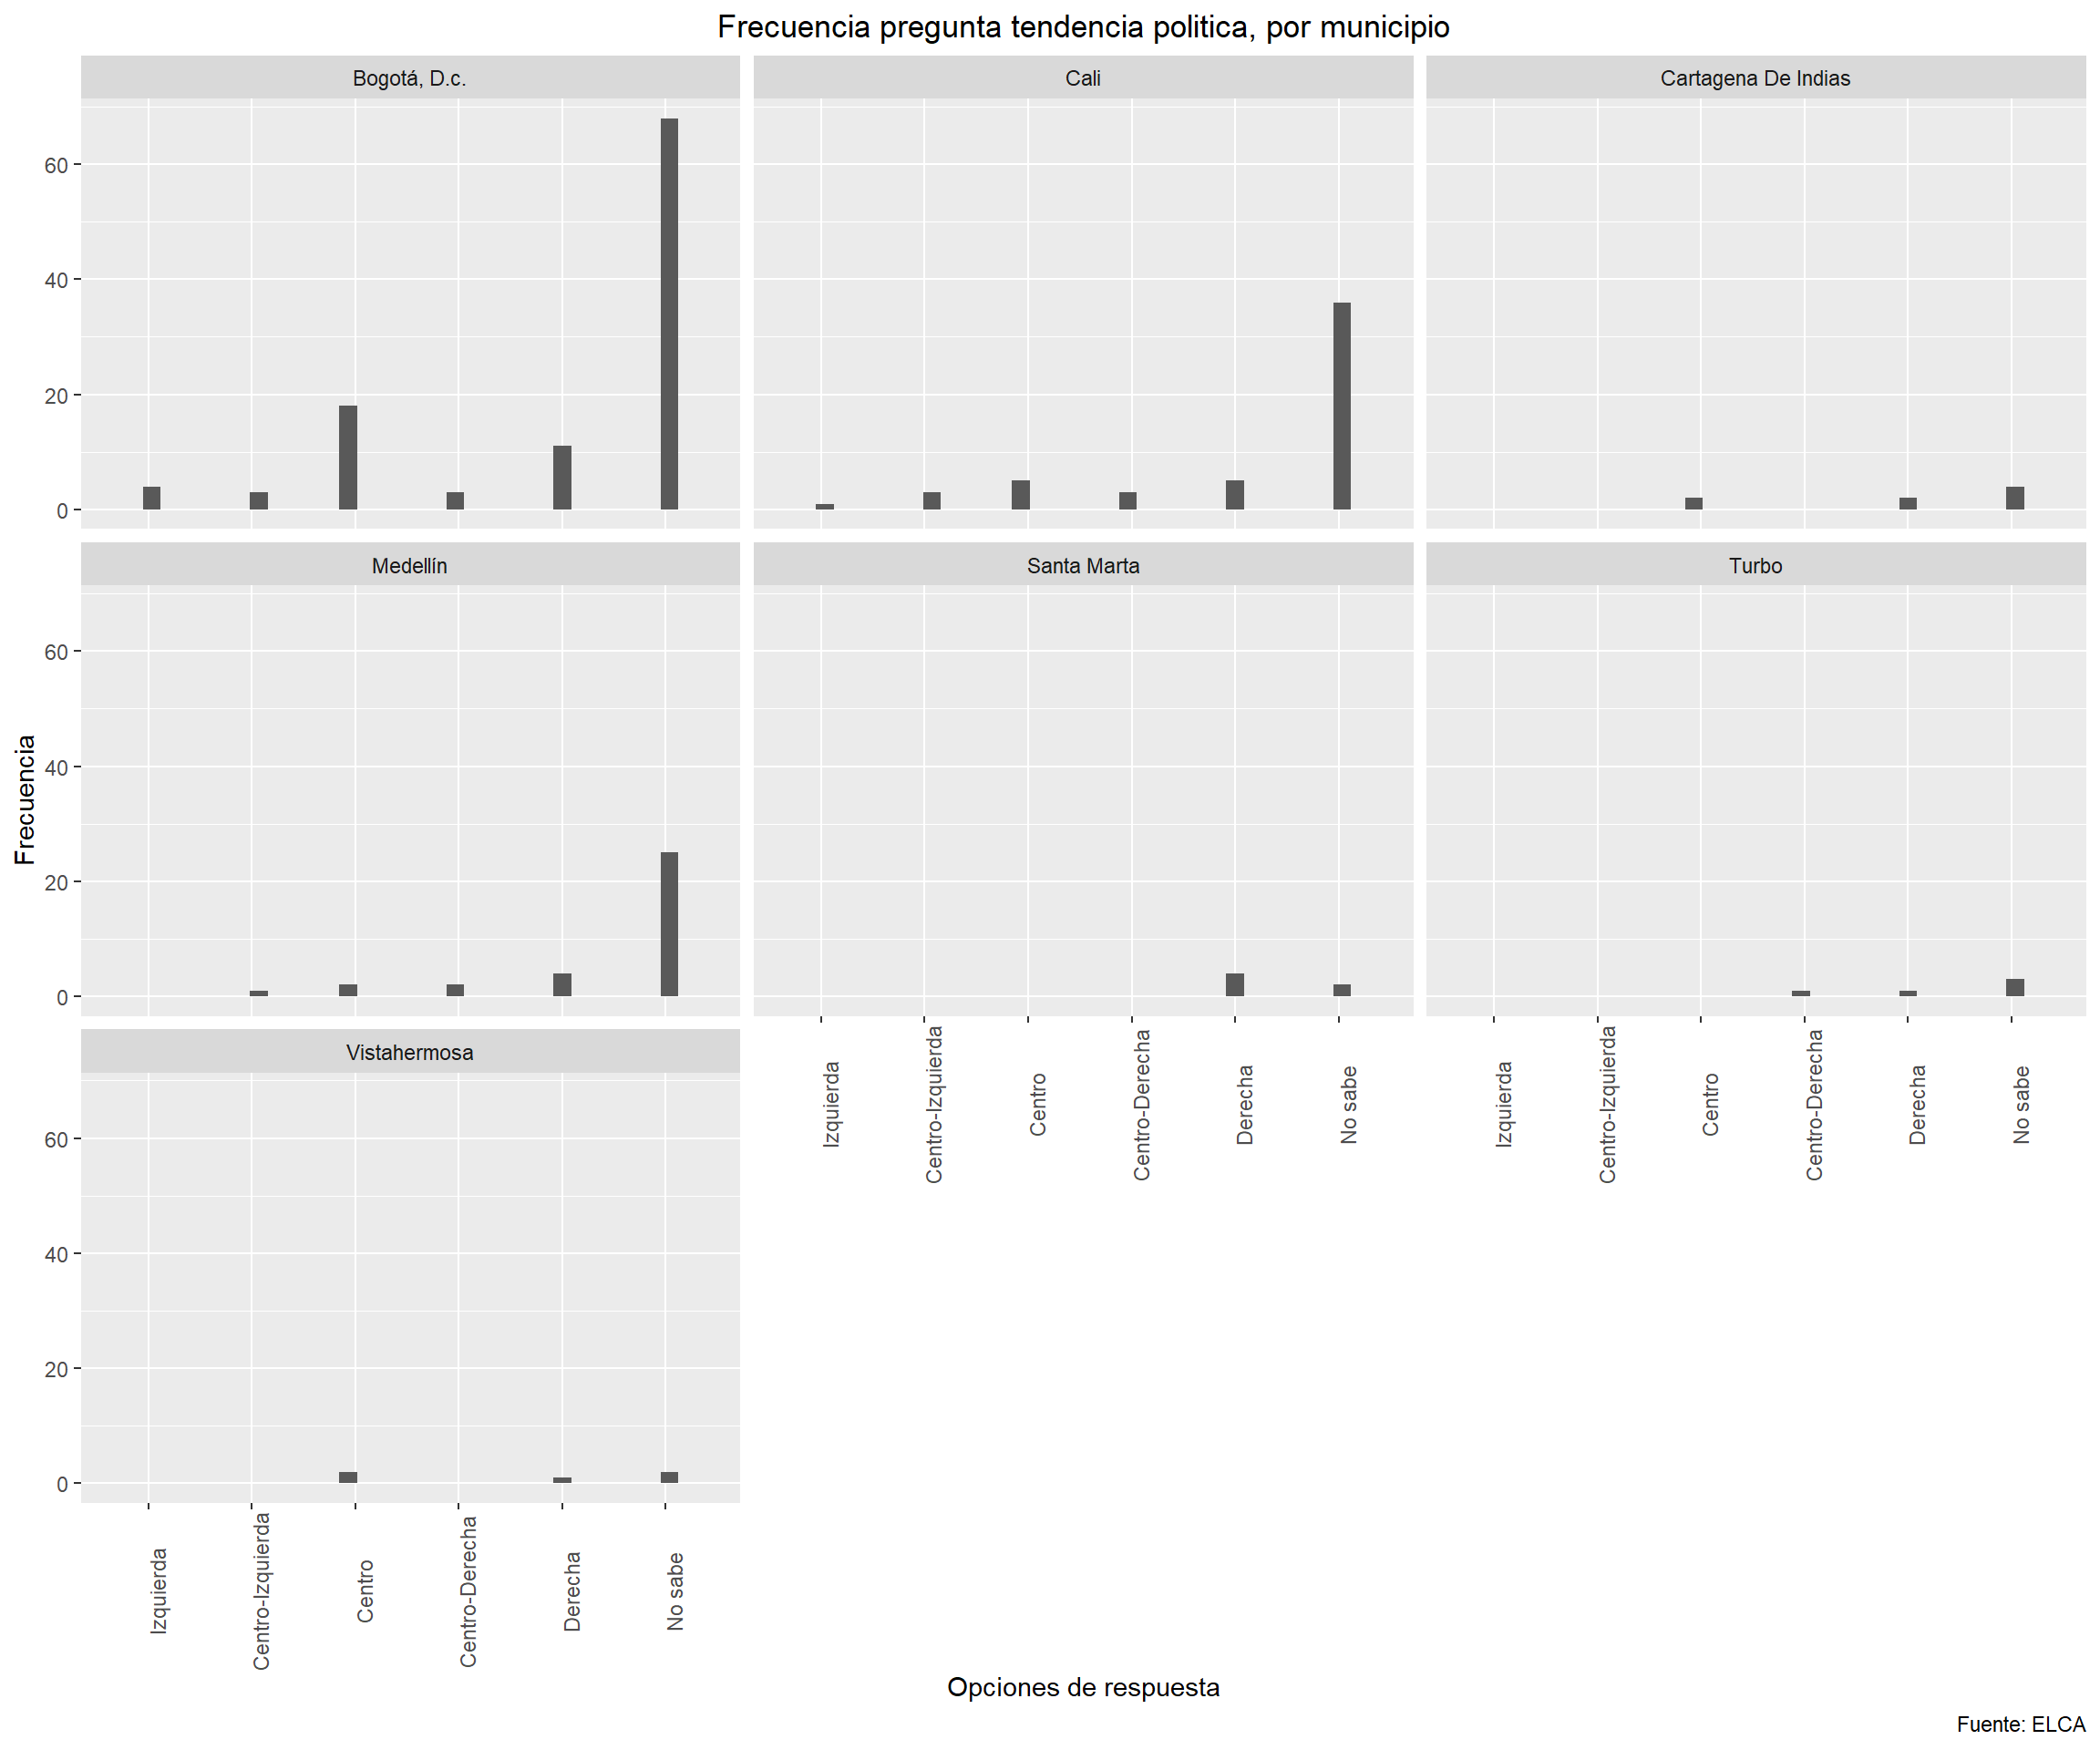 Frecuencia pregunta tendencia politica, por municipio
Bogotá, D.c.
Cali
Cartagena De Indias
60
40
20
0
Medellín
Santa Marta
Turbo
60
40
20
0
Frecuencia
Izquierda
Centro-Izquierda
Centro
Centro-Derecha
Derecha
No sabe
Izquierda
Centro-Izquierda
Centro
Centro-Derecha
Derecha
No sabe
Vistahermosa
60
40
20
0
Izquierda
Centro-Izquierda
Centro
Centro-Derecha
Derecha
No sabe
Opciones de respuesta
Fuente: ELCA